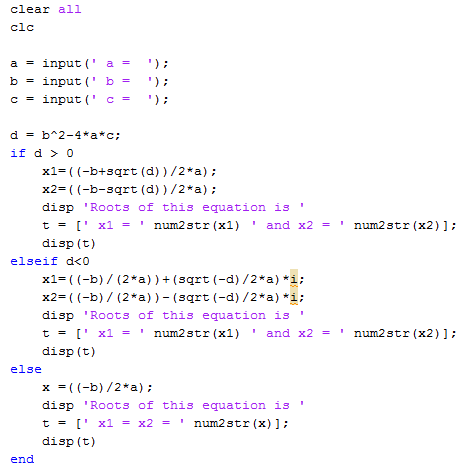 clear all
clc
a = input(' a =  ');
b = input(' b =  ');
c = input(' c =  ');
d = b^2-4*a*c;
if d > 0
x1=((-b+sqrt(d))/2*a);
x2=((-b-sqrt(d))/2*a);
disp 'Roots of this equation is '
t = [' x1 = ' num2str(x1) ' and x2 = ' num2str(x2)];
disp(t)
elseif d<0
x1=((-b)/(2*a))+(sqrt(-d)/2*a)*i;
x2=((-b)/(2*a))-(sqrt(-d)/2*a)*i;
disp 'Roots of this equation is '
t = [' x1 = ' num2str(x1) ' and x2 = ' num2str(x2)];
disp(t)
else
x =((-b)/2*a);
disp 'Roots of this equation is '
t = [' x1 = x2 = ' num2str(x)];
disp(t)
end